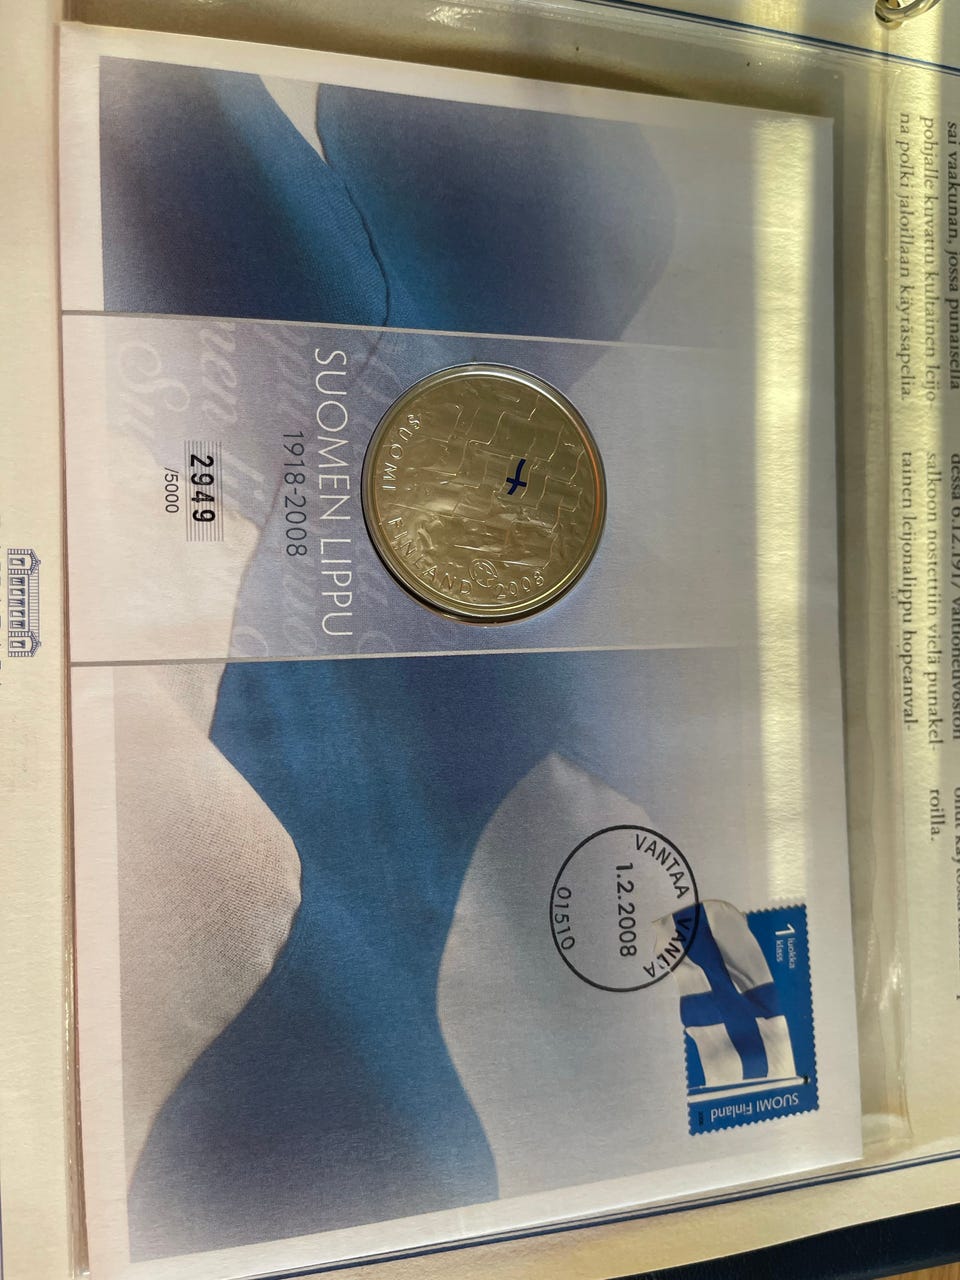 sai vaakunan, jossa punaisella
pohjalle kuvattu kultainen leijo-
na polki jaloillaan käyräsapelia.
6.12.1917 valtioneuvoston
salkoon nostettiin vielä punakel-
tainen leijonalippu hopeanval-
roilla.
1 luokka
klass
SUOMI Finland
VANTAA VANDA
1.2.2008
01510
SUOMI FINLAND 2008
SUOMEN LIPPU
1918-2008
2949
/5000